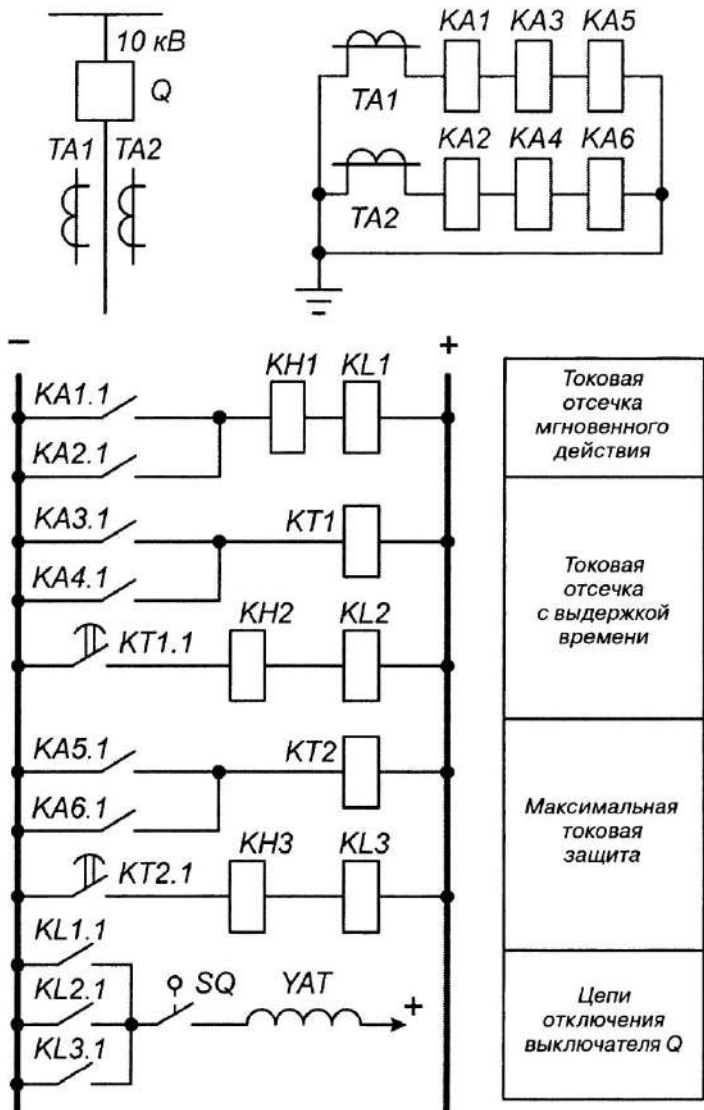 10 кВ
Q
TA1 TA2
KA1 KA3 KA5
TA1
KA2 KA4 KA6
TA2
– +
KH1 KL1
KA1.1
KA2.1
Токовая
отсечка
мгновенного
действия
KA3.1 KT1
KA4.1
KH2 KL2
KT1.1
Токовая
отсечка
с выдержкой
времени
KA5.1 KT2
KA6.1
KH3 KL3
KT2.1
Максимальная
токовая
защита
KL1.1
SQ YAT
KL2.1 +
KL3.1
Цепи
отключения
выключателя Q